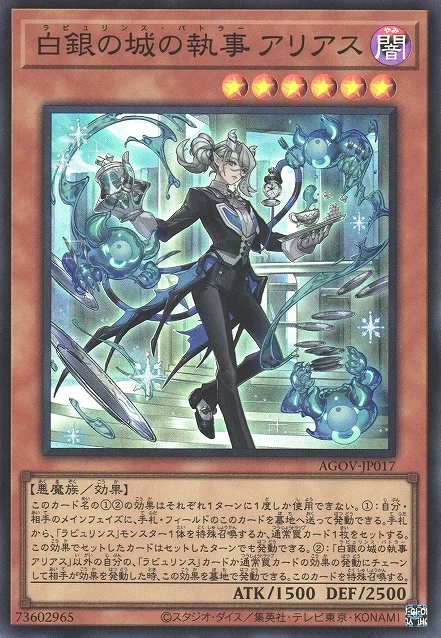 ラビュリンス・バトラー
白銀の城の執事 アリアス
やみ
闇
AGOV-JP017
【悪魔族／効果】
このカード名の①②の効果はそれぞれ1ターンに1度しか使用できない。①：自分・
相手のメインフェイズに、手札・フィールドのこのカードを墓地へ送って発動できる。手札
から、「ラビュリンス」モンスター1体を特殊召喚するか、通常罠カード1枚をセットする。
この効果でセットしたカードはセットしたターンでも発動できる。②：「白銀の城の執事
アリアス」以外の自分の、「ラビュリンス」カードか通常罠カードの効果の発動にチェーン
して相手が効果を発動した時、この効果を墓地で発動できる。このカードを特殊召喚する。
ATK/1500 DEF/2500
73602965
©スタジオ・ダイス／集英社・テレビ東京・KONAMI